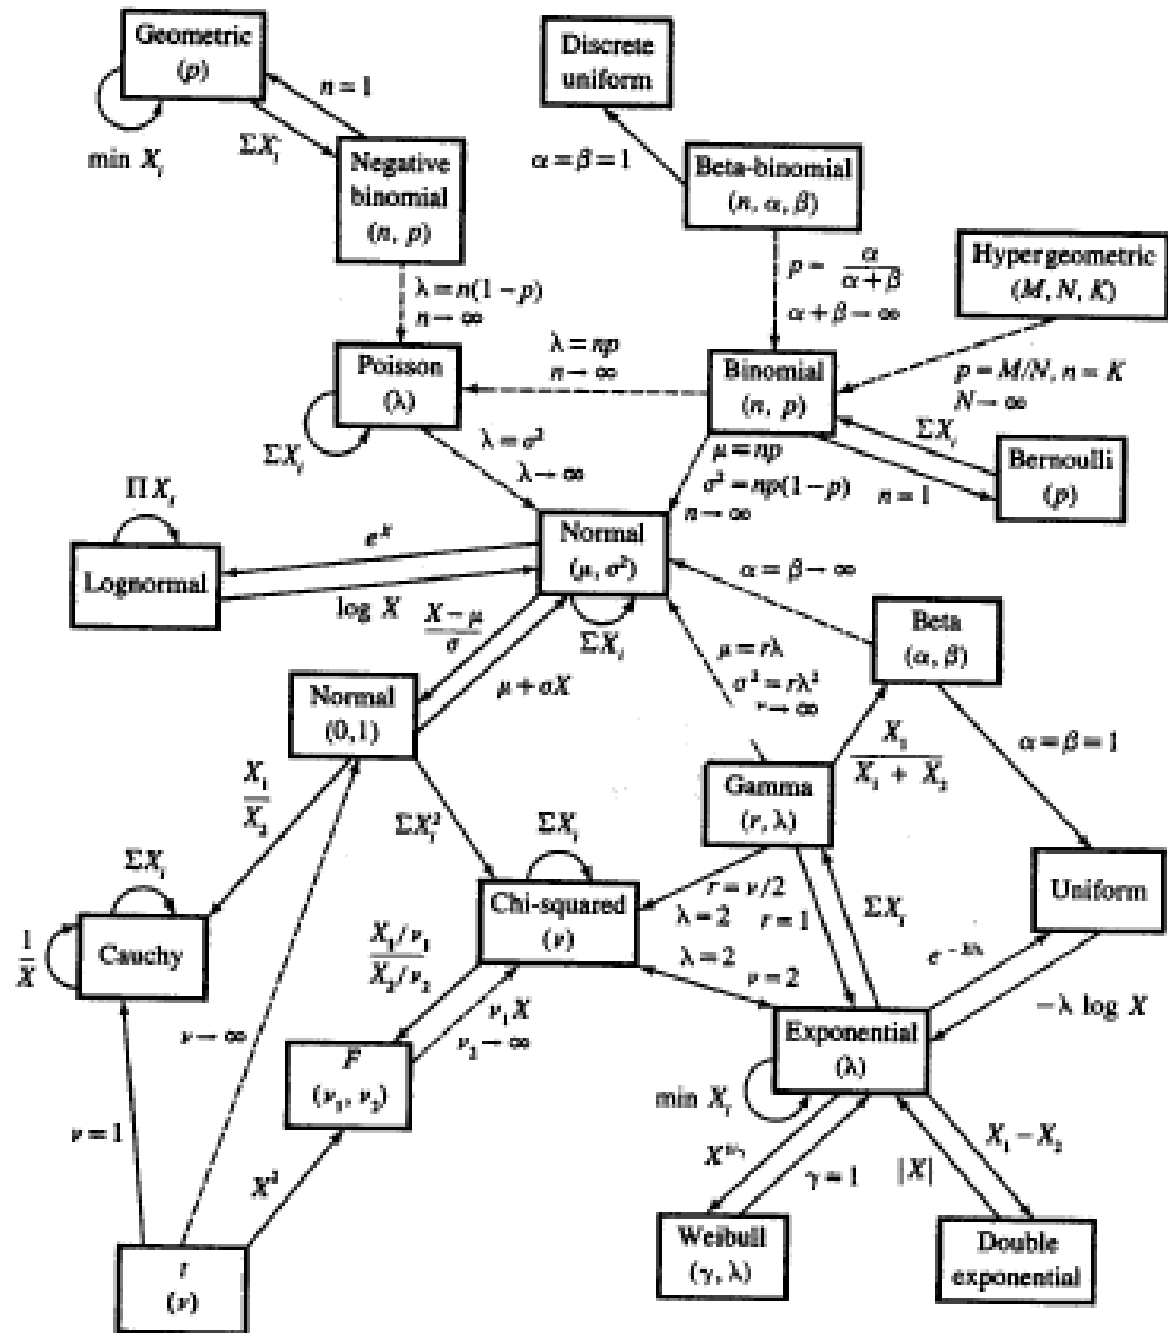 Geometric
(p)
n = 1
min X_i
ΣX_i
Negative
binomial
(n, p)
Discrete
uniform
α = β = 1
Beta-binomial
(n, α, β)
p = α / (α + β)
α + β → ∞
Hypergeometric
(M, N, K)
λ = n(1 − p)
n → ∞
λ = np
n → ∞
Poisson
(λ)
ΣX_i
Binomial
(n, p)
p = M/N, n = K
N → ∞
ΣX_i
n = 1
Bernoulli
(p)
λ = σ²
λ → ∞
μ = np
σ² = np(1 − p)
n → ∞
ΠX_i
Lognormal
e^X
log X
Normal
(μ, σ²)
ΣX_i
α = β → ∞
Beta
(α, β)
(X − μ)/σ
μ + σX
μ = rλ
σ² = rλ²
→ ∞
Normal
(0,1)
X_1 / (X_1 + X_2)
α = β = 1
X_1 / X_2
ΣX_i²
Gamma
(r, λ)
ΣX_i
ΣX_i
Chi-squared
(ν)
r = ν/2
λ = 2
r = 1
ΣX_i
Uniform
1/X
Cauchy
(X_1/ν_1) / (X_2/ν_2)
λ = 2
ν = 2
−λ log X
ν → ∞
ν_1X
ν_2 → ∞
F
(ν_1, ν_2)
Exponential
(λ)
min X_i
ν = 1
X²
γ = 1
|X|
X_1 − X_2
t
(ν)
Weibull
(γ, λ)
Double
exponential